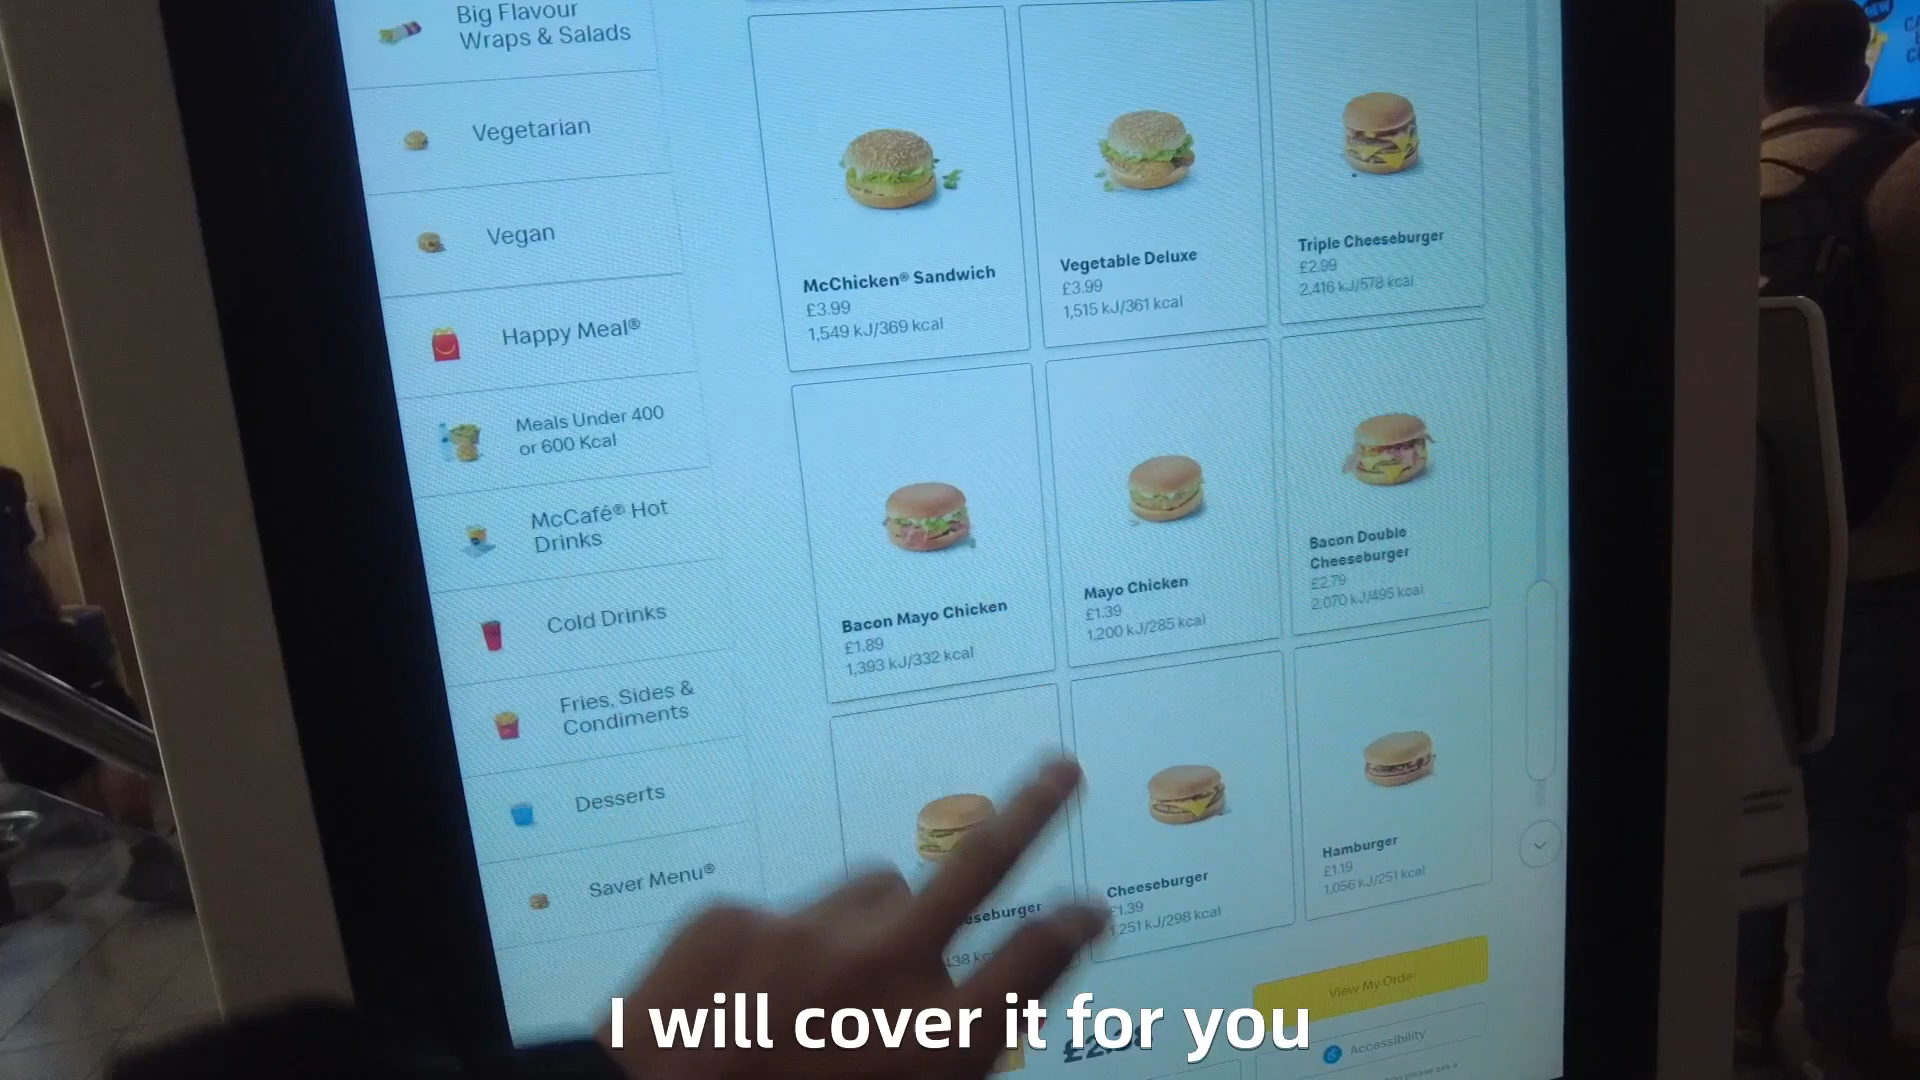 Big Flavour
Wraps & Salads
Vegetarian
Vegan
Happy Meal®
Meals Under 400
or 600 Kcal
McCafé® Hot
Drinks
Cold Drinks
Fries, Sides &
Condiments
Desserts
Saver Menu®
McChicken® Sandwich
£3.99
1,549 kJ/369 kcal
Vegetable Deluxe
£3.99
1,515 kJ/361 kcal
Triple Cheeseburger
£2.99
2,416 kJ/578 kcal
Bacon Mayo Chicken
£1.89
1,393 kJ/332 kcal
Mayo Chicken
£1.39
1,200 kJ/285 kcal
Bacon Double
Cheeseburger
£2.79
2,070 kJ/495 kcal
eseburger
438 kc
Cheeseburger
£1.39
1,251 kJ/298 kcal
Hamburger
£1.19
1,056 kJ/251 kcal
View My Order
Accessibility
I will cover it for you
NEW